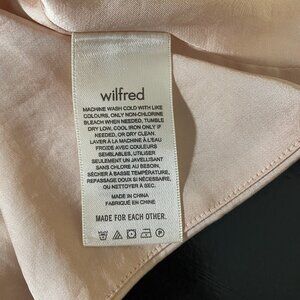 wilfred
MACHINE WASH COLD WITH LIKE
COLOURS, ONLY NON-CHLORINE
BLEACH WHEN NEEDED, TUMBLE
DRY LOW, COOL IRON ONLY IF
NEEDED, OR DRY CLEAN.
LAVER À LA MACHINE À L'EAU
FROIDE AVEC COULEURS
SEMBLABLES, UTILISER
SEULEMENT UN JAVELLISANT
SANS CHLORE AU BESOIN,
SÉCHER À BASSE TEMPÉRATURE,
REPASSAGE DOUX SI NÉCESSAIRE,
OU NETTOYER À SEC.
MADE IN CHINA
FABRIQUÉ EN CHINE
MADE FOR EACH OTHER.